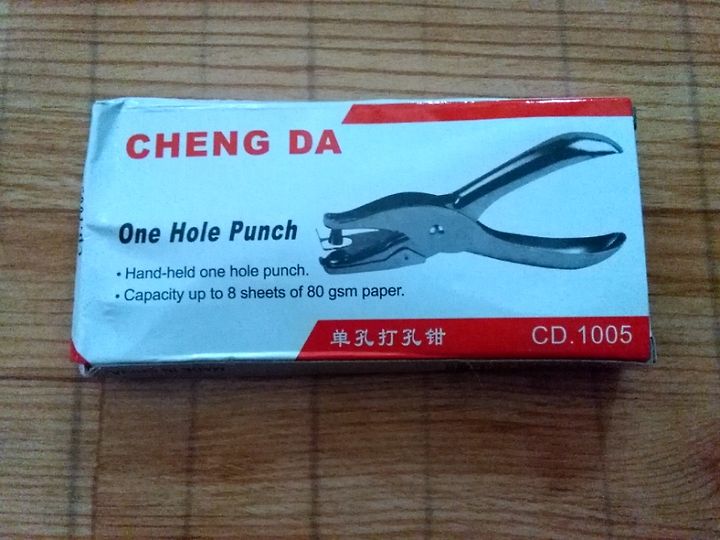 CHENG DA
One Hole Punch
• Hand-held one hole punch.
• Capacity up to 8 sheets of 80 gsm paper.
单孔打孔钳 CD.1005